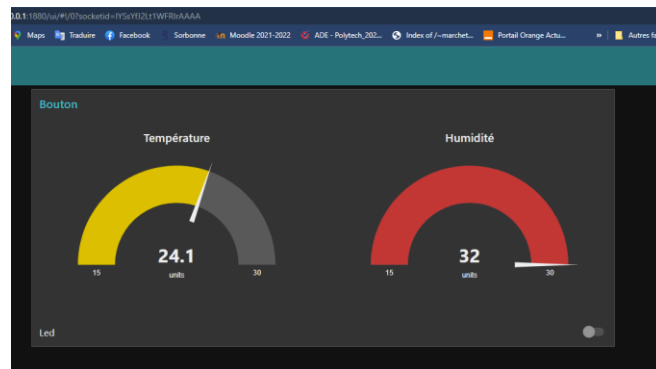 0.0.1:1880/ui/#!/0?socketid=IYSsYfJ2Lt1WFRIrAAAA
Maps Traduire Facebook Sorbonne Moodle 2021-2022 ADE - Polytech_202... Index of /~marchet... Portail Orange Actu... » Autres fa
Bouton
Température Humidité
24.1 32
15 units 30 15 units 30
Led